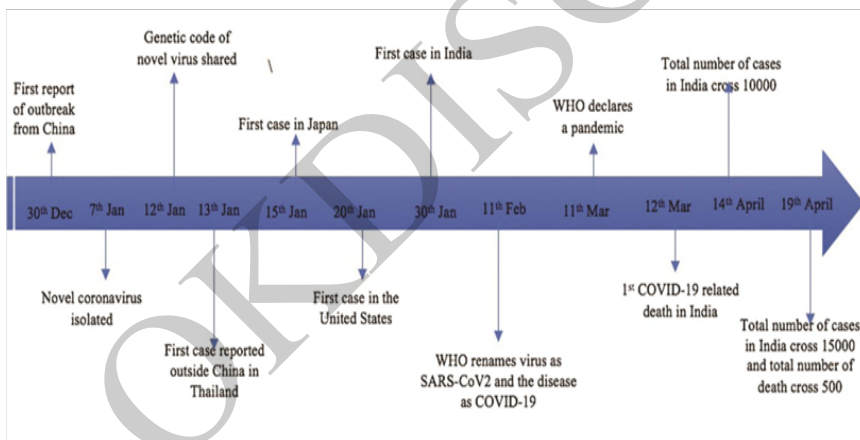 Genetic code of
novel virus shared
\
First case in India
Total number of cases
in India cross 10000
First report
of outbreak
from China
First case in Japan
WHO declares
a pandemic
30th Dec
7th Jan
12th Jan
13th Jan
15th Jan
20th Jan
30th Jan
11th Feb
11th Mar
12th Mar
14th April
19th April
Novel coronavirus
isolated
First case in the
United States
1st COVID-19 related
death in India
First case reported
outside China in
Thailand
WHO renames virus as
SARS-CoV2 and the disease
as COVID-19
Total number of cases
in India cross 15000
and total number of
death cross 500
OKDISC